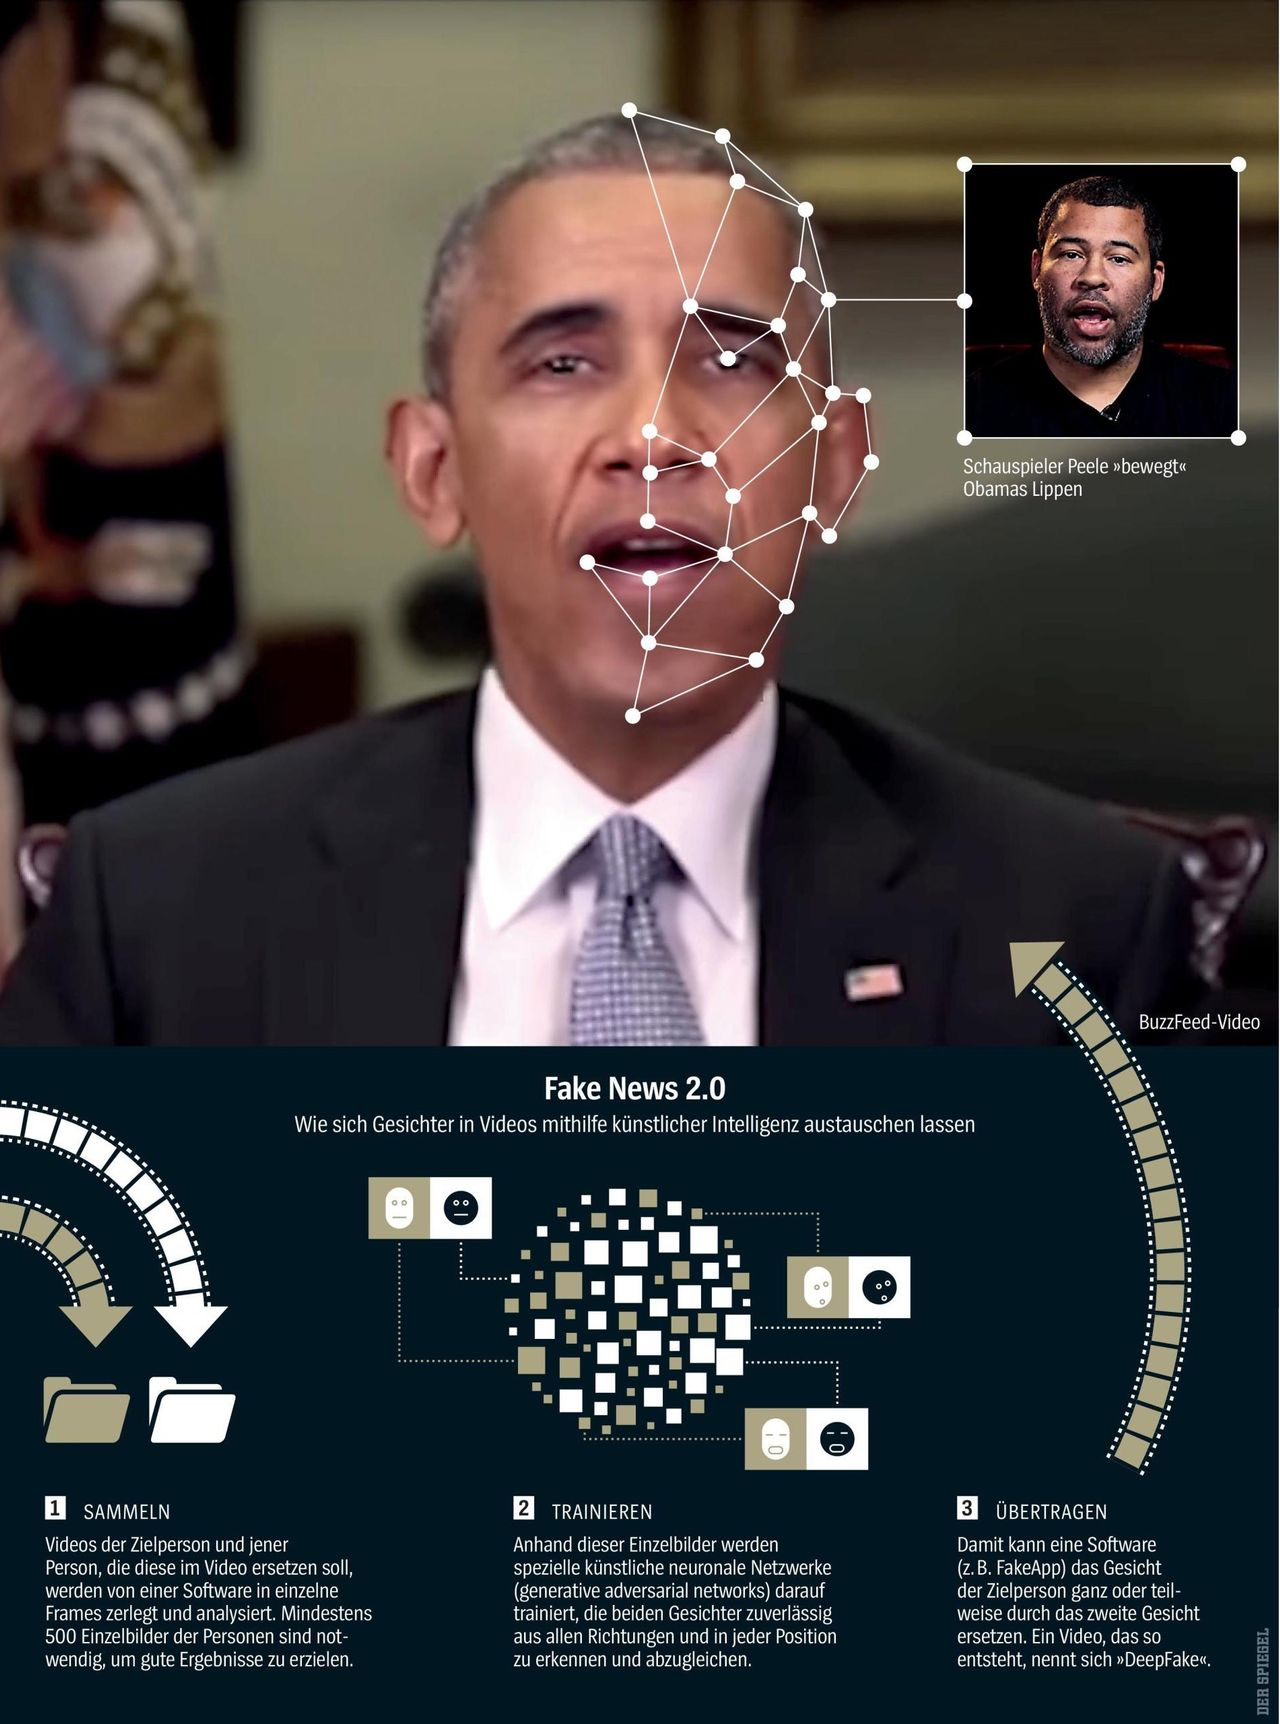 Schauspieler Peele »bewegt«
Obamas Lippen
BuzzFeed-Video
Fake News 2.0
Wie sich Gesichter in Videos mithilfe künstlicher Intelligenz austauschen lassen
1 SAMMELN
Videos der Zielperson und jener
Person, die diese im Video ersetzen soll,
werden von einer Software in einzelne
Frames zerlegt und analysiert. Mindestens
500 Einzelbilder der Personen sind not-
wendig, um gute Ergebnisse zu erzielen.
2 TRAINIEREN
Anhand dieser Einzelbilder werden
spezielle künstliche neuronale Netzwerke
(generative adversarial networks) darauf
trainiert, die beiden Gesichter zuverlässig
aus allen Richtungen und in jeder Position
zu erkennen und abzugleichen.
3 ÜBERTRAGEN
Damit kann eine Software
(z. B. FakeApp) das Gesicht
der Zielperson ganz oder teil-
weise durch das zweite Gesicht
ersetzen. Ein Video, das so
entsteht, nennt sich »DeepFake«.
DER SPIEGEL